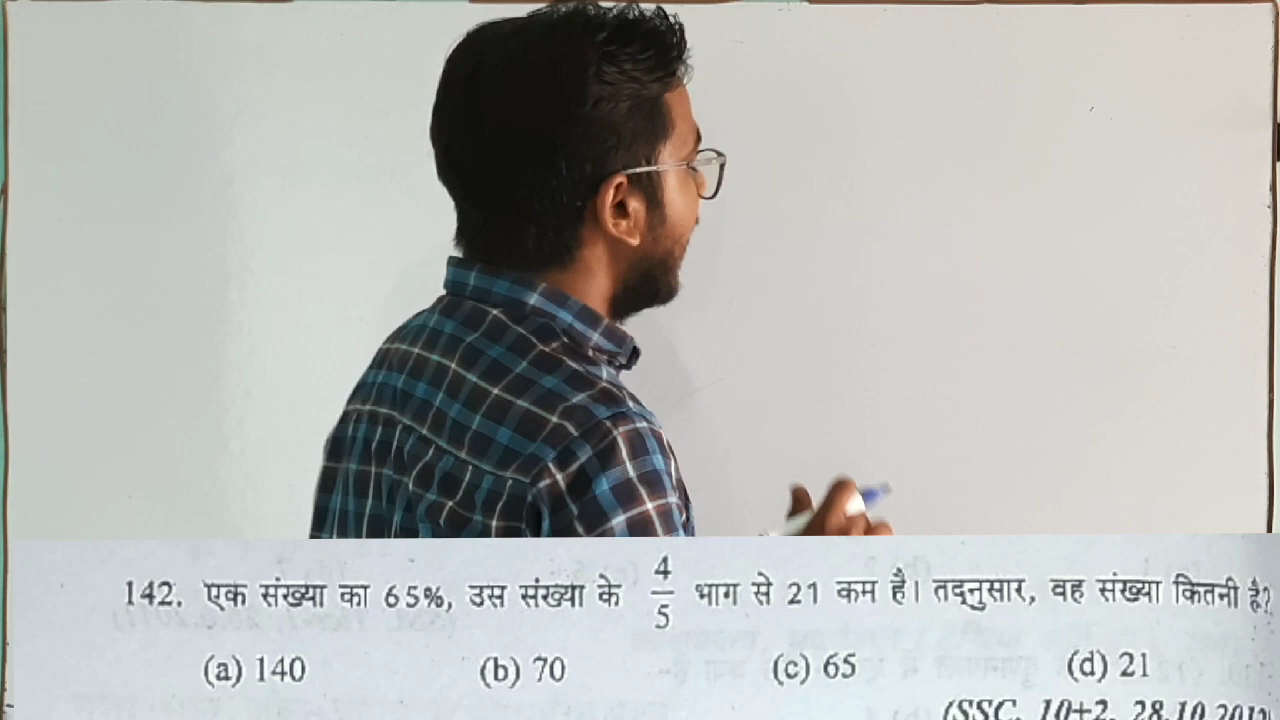 142. एक संख्या का 65%, उस संख्या के 4/5 भाग से 21 कम है। तद्नुसार, वह संख्या कितनी है?
(a) 140 (b) 70 (c) 65 (d) 21
(SSC, 10+2, 28.10.2012)